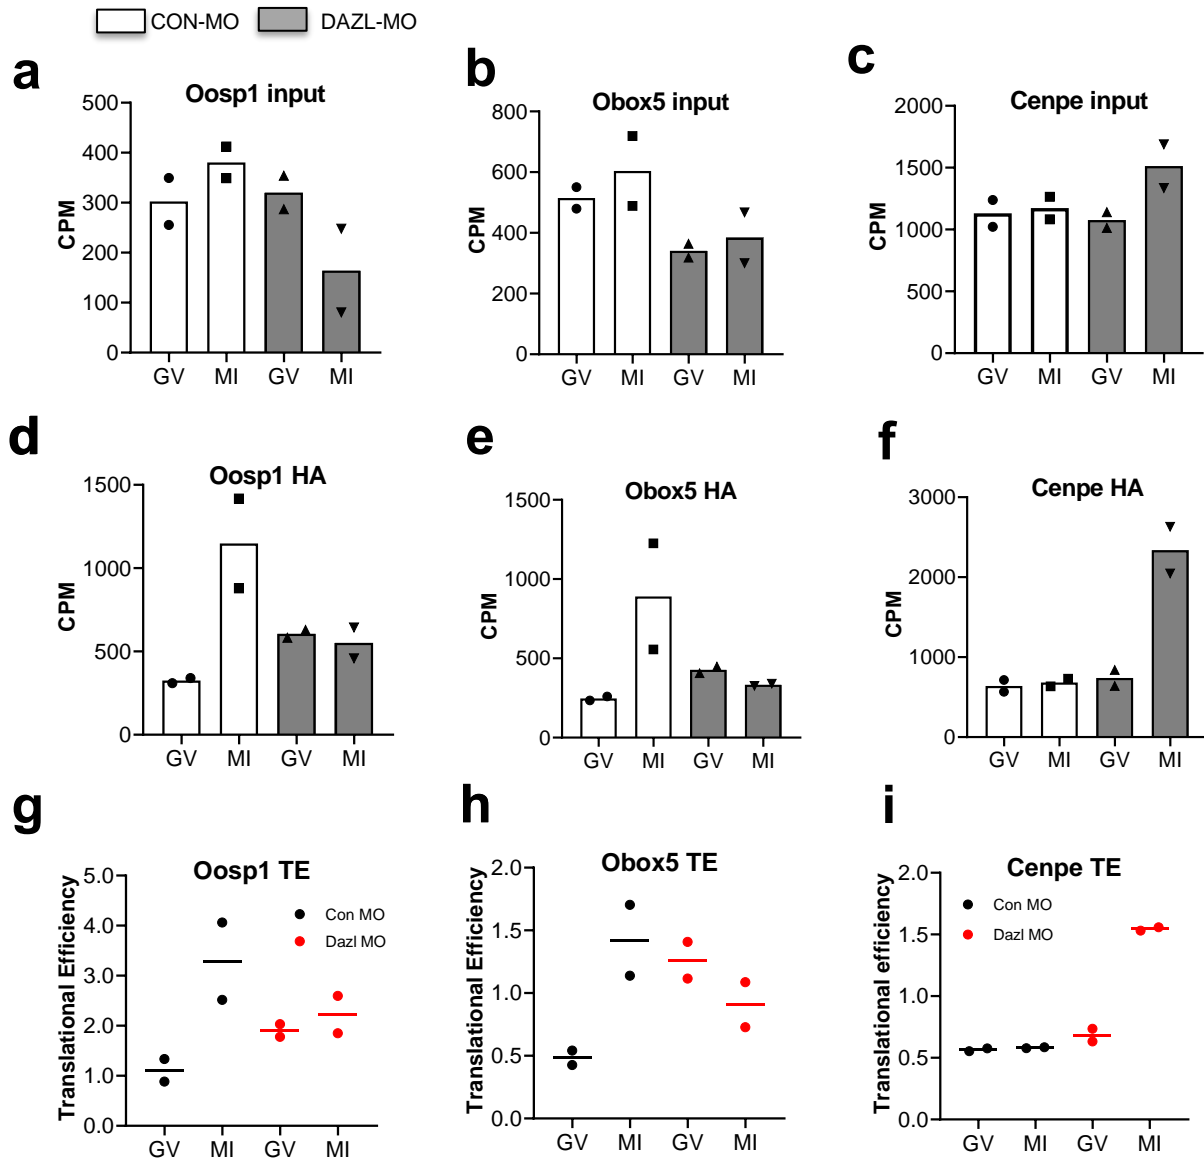 CON-MO DAZL-MO
a
Oosp1 input
CPM
500
400
300
200
100
0
GV MI GV MI
b
Obox5 input
CPM
800
600
400
200
0
GV MI GV MI
c
Cenpe input
CPM
2000
1500
1000
500
0
GV MI GV MI
d
Oosp1 HA
CPM
1500
1000
500
0
GV MI GV MI
e
Obox5 HA
CPM
1500
1000
500
0
GV MI GV MI
f
Cenpe HA
CPM
3000
2000
1000
0
GV MI GV MI
g
Oosp1 TE
Translational Efficiency
5.0
4.0
3.0
2.0
1.0
0.0
Con MO
Dazl MO
GV MI GV MI
h
Obox5 TE
Translational Efficiency
2.0
1.5
1.0
0.5
0.0
GV MI GV MI
i
Cenpe TE
Translational efficiency
2.0
1.5
1.0
0.5
0.0
Con MO
Dazl MO
GV MI GV MI